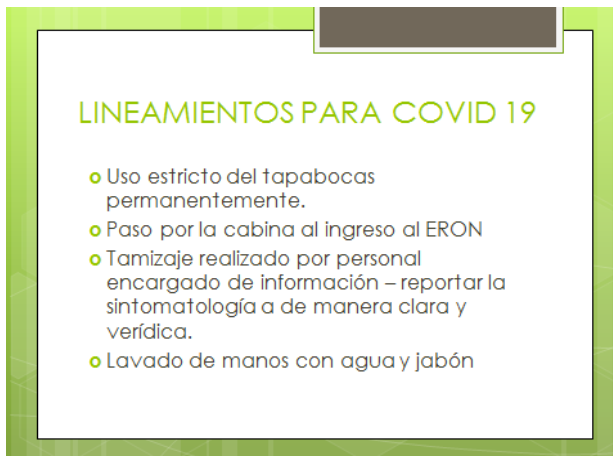 LINEAMIENTOS PARA COVID 19
Uso estricto del tapabocas
permanentemente.
Paso por la cabina al ingreso al ERON
Tamizaje realizado por personal
encargado de información – reportar la
sintomatología a de manera clara y
verídica.
Lavado de manos con agua y jabón